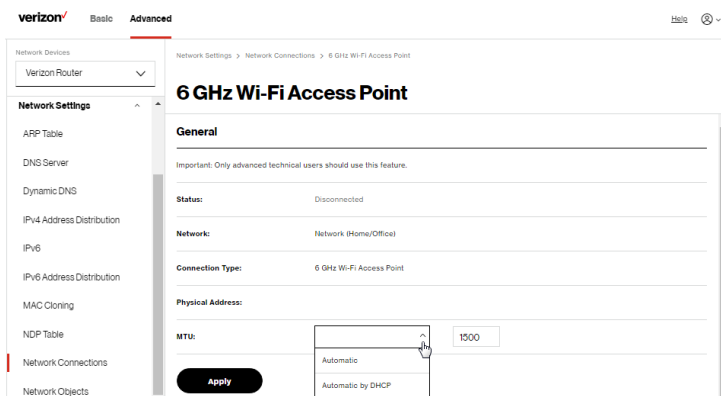 verizon Basic Advanced Help
Network Devices
Verizon Router
Network Settings
ARP Table
DNS Server
Dynamic DNS
IPv4 Address Distribution
IPv6
IPv6 Address Distribution
MAC Cloning
NDP Table
Network Connections
Network Objects
Network Settings > Network Connections > 6 GHz Wi-Fi Access Point
6 GHz Wi-Fi Access Point
General
Important: Only advanced technical users should use this feature.
Status: Disconnected
Network: Network (Home/Office)
Connection Type: 6 GHz Wi-Fi Access Point
Physical Address:
MTU: 1500
Automatic
Automatic by DHCP
Apply